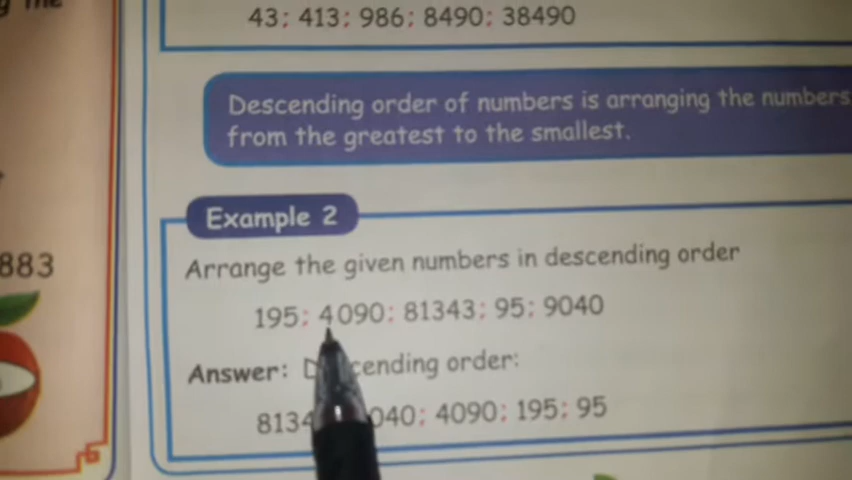 43; 413; 986; 8490; 38490
Descending order of numbers is arranging the numbers
from the greatest to the smallest.
Example 2
Arrange the given numbers in descending order
883
195; 4090; 81343; 95; 9040
Answer: order:
4090; 195; 95